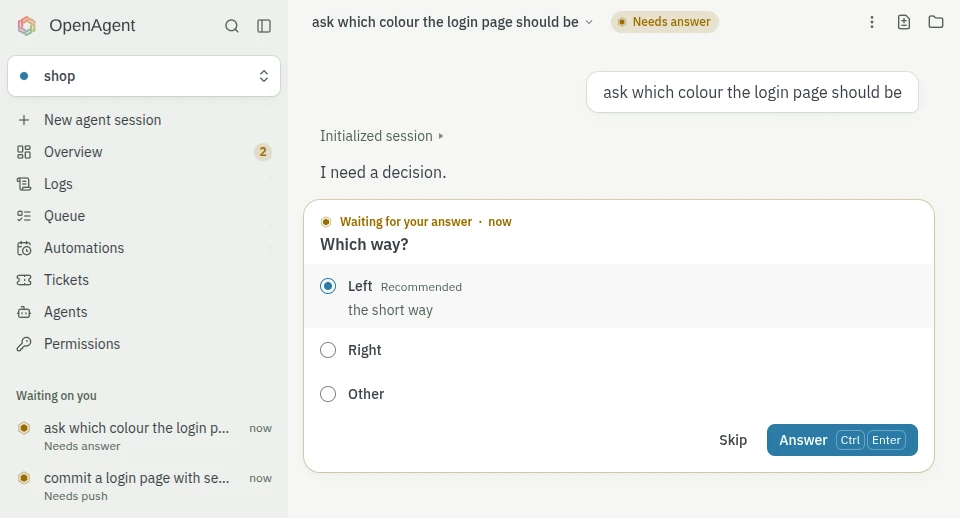 OpenAgent
shop
New agent session
Overview 2
Logs
Queue
Automations
Tickets
Agents
Permissions
Waiting on you
ask which colour the login p... now
Needs answer
commit a login page with se... now
Needs push
ask which colour the login page should be Needs answer
ask which colour the login page should be
Initialized session
I need a decision.
Waiting for your answer · now
Which way?
Left Recommended
the short way
Right
Other
Skip Answer Ctrl Enter